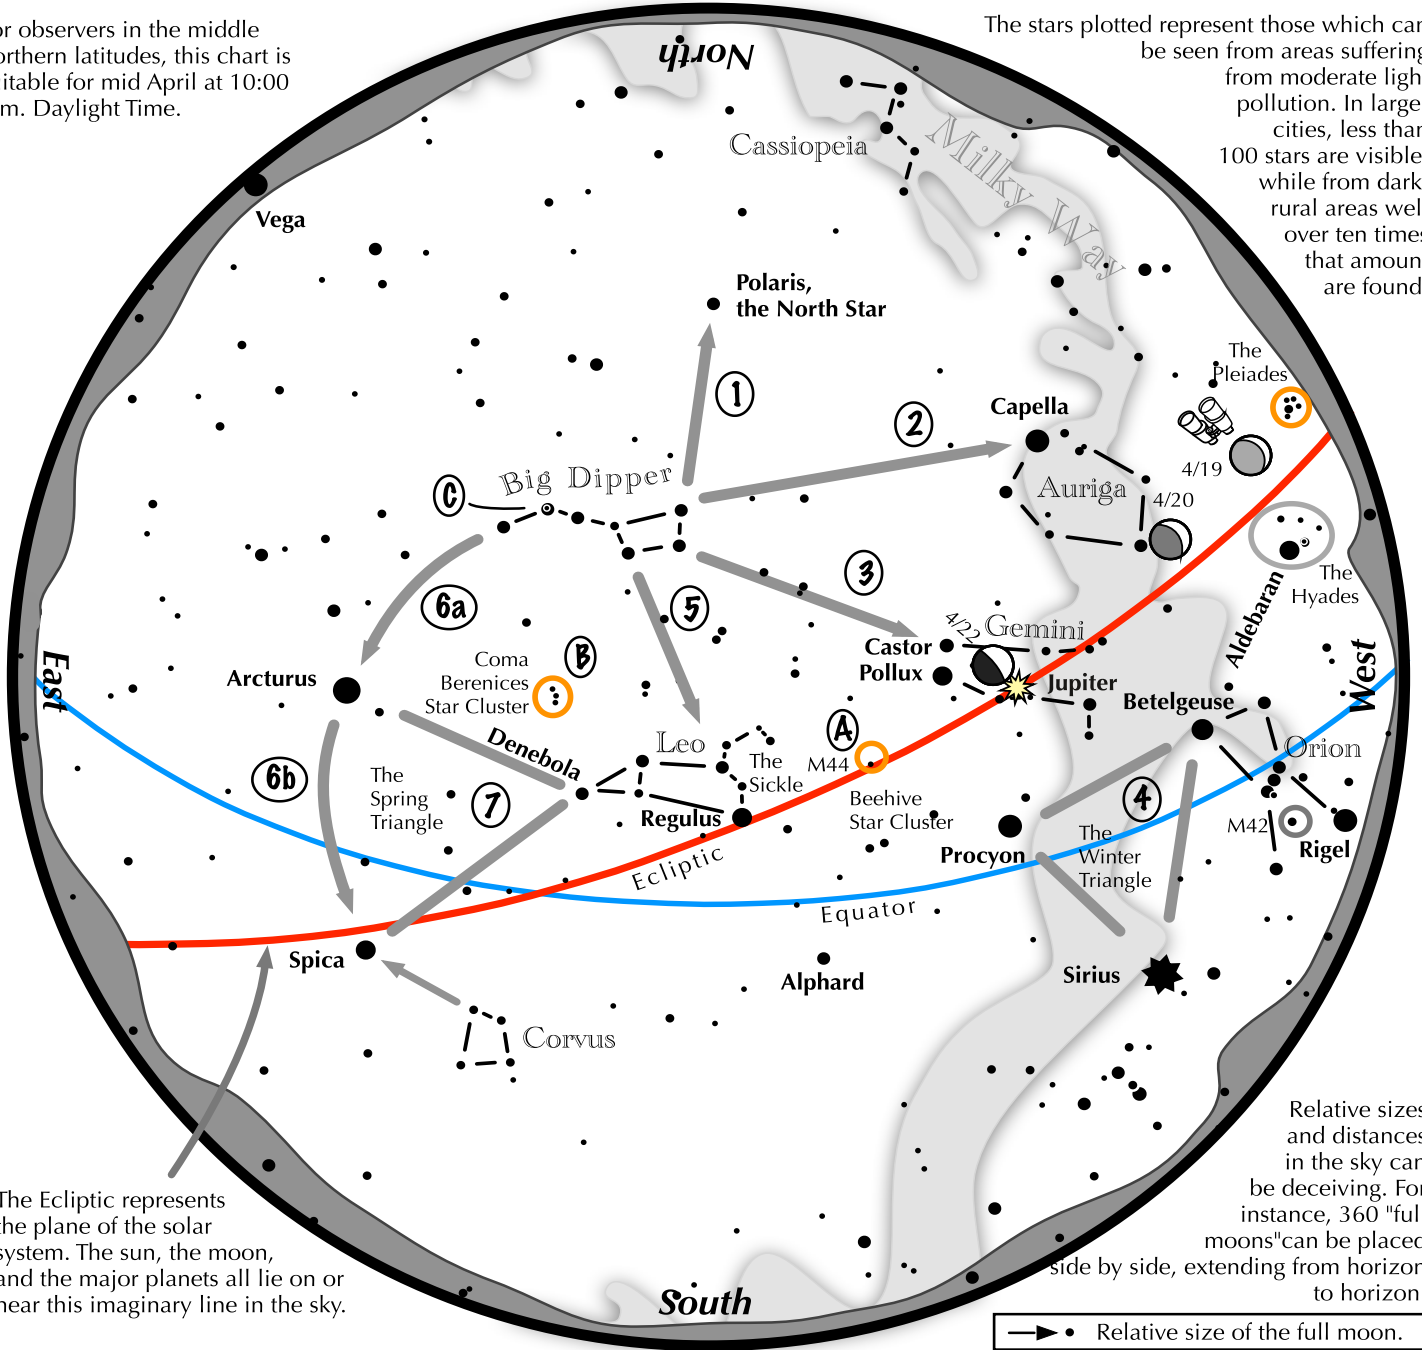 or observers in the middle
orthern latitudes, this chart is
itable for mid April at 10:00
.m. Daylight Time.
The stars plotted represent those which can
be seen from areas suffering
from moderate ligh
pollution. In large
cities, less than
100 stars are visible
while from dark
rural areas wel
over ten times
that amoun
are found
North
Cassiopeia
Milky Way
Vega
Polaris,
the North Star
The
Pleiades
1
2
Capella
4/19
Big Dipper
C
Auriga
4/20
3
The
Hyades
Aldebaran
6a
5
4/22
Gemini
Castor
Pollux
Jupiter
B
Coma
Berenices
Star Cluster
East
West
Arcturus
Betelgeuse
Denebola
Leo
A
M44
Orion
The
Sickle
6b
The
Spring
Triangle
7
Regulus
Beehive
Star Cluster
4
The
Winter
Triangle
M42
Rigel
Procyon
Ecliptic
Equator
Spica
Alphard
Sirius
Corvus
The Ecliptic represents
the plane of the solar
system. The sun, the moon,
and the major planets all lie on or
near this imaginary line in the sky.
Relative sizes
and distances
in the sky can
be deceiving. For
instance, 360 "ful
moons"can be placed
side by side, extending from horizon
to horizon
South
Relative size of the full moon.